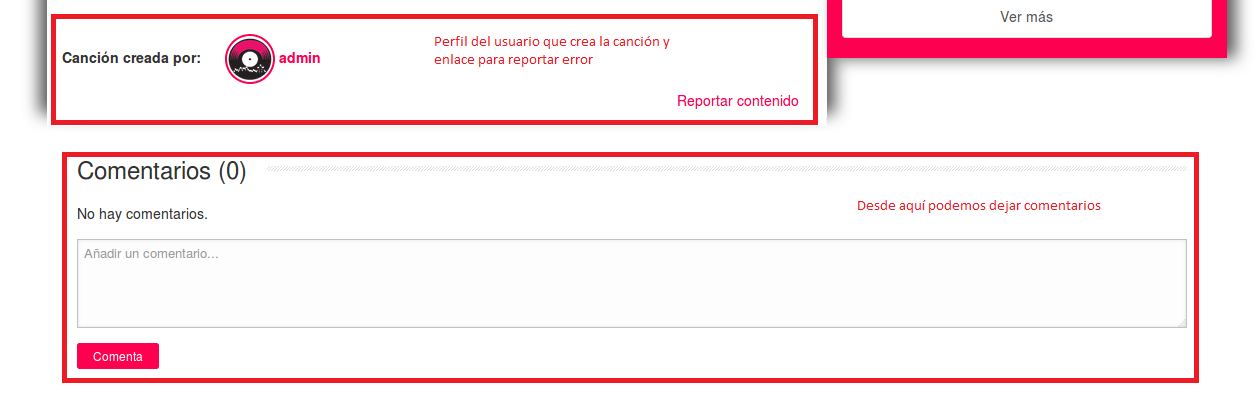 Ver más
Canción creada por:
admin
Perfil del usuario que crea la canción y
enlace para reportar error
Reportar contenido
Comentarios (0)
No hay comentarios.
Desde aquí podemos dejar comentarios
Añadir un comentario...
Comenta